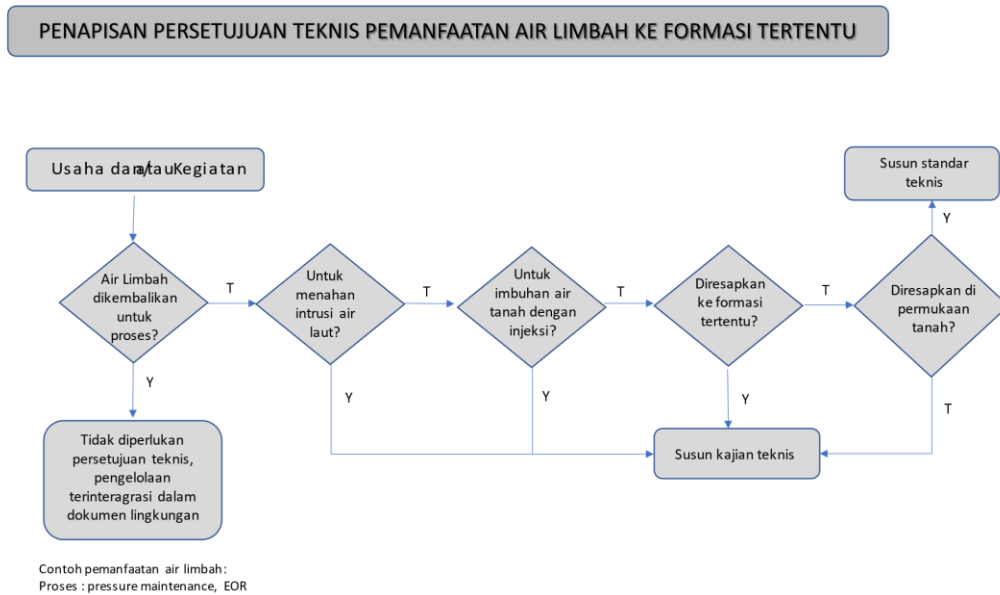 PENAPISAN PERSETUJUAN TEKNIS PEMANFAATAN AIR LIMBAH KE FORMASI TERTENTU
Usaha dan/atau Kegiatan
Susun standar
teknis
Y
Air Limbah
dikembalikan
untuk
proses?
T
Untuk
menahan
intrusi air
laut?
T
Untuk
imbuhan air
tanah dengan
injeksi?
T
Diresapkan
ke formasi
tertentu?
T
Diresapkan di
permukaan
tanah?
Y
Y
Y
Y
T
Tidak diperlukan
persetujuan teknis,
pengelolaan
terinteragrasi dalam
dokumen lingkungan
Susun kajian teknis
Contoh pemanfaatan air limbah:
Proses : pressure maintenance, EOR